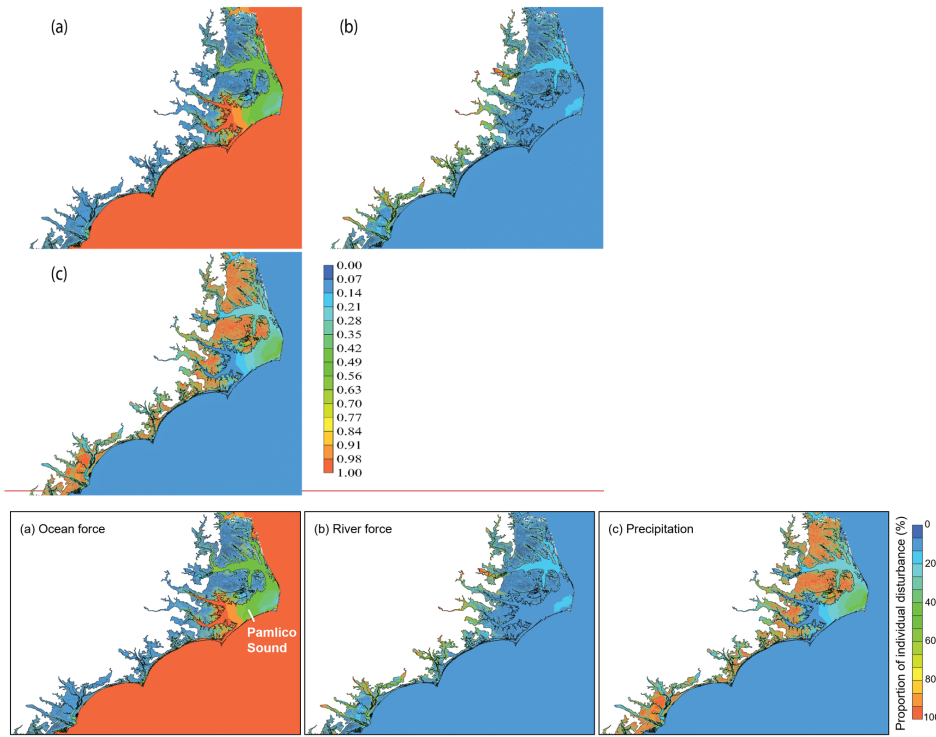 (a)
(b)
(c)
0.00
0.07
0.14
0.21
0.28
0.35
0.42
0.49
0.56
0.63
0.70
0.77
0.84
0.91
0.98
1.00
(a) Ocean force
Pamlico
Sound
(b) River force
(c) Precipitation
Proportion of individual disturbance (%)
0
20
40
60
80
100